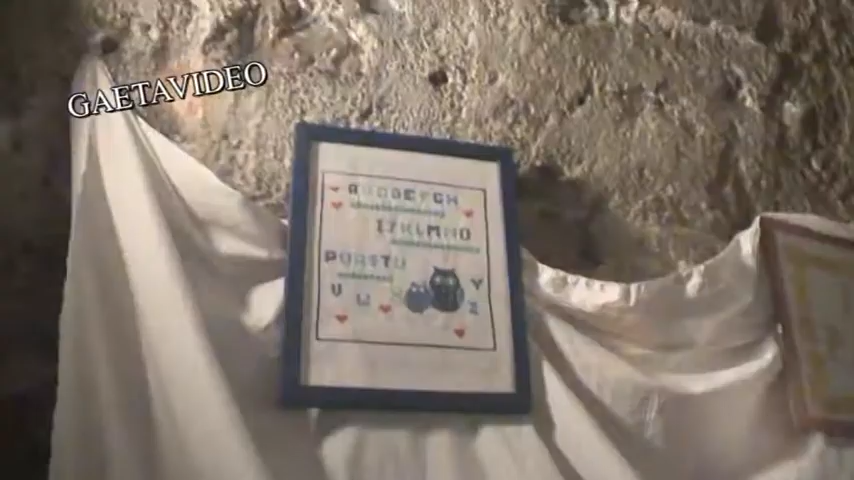 GAETAVIDEO
ABCDEFGH
IJKLMNO
PQRSTU
V W X Y
Z